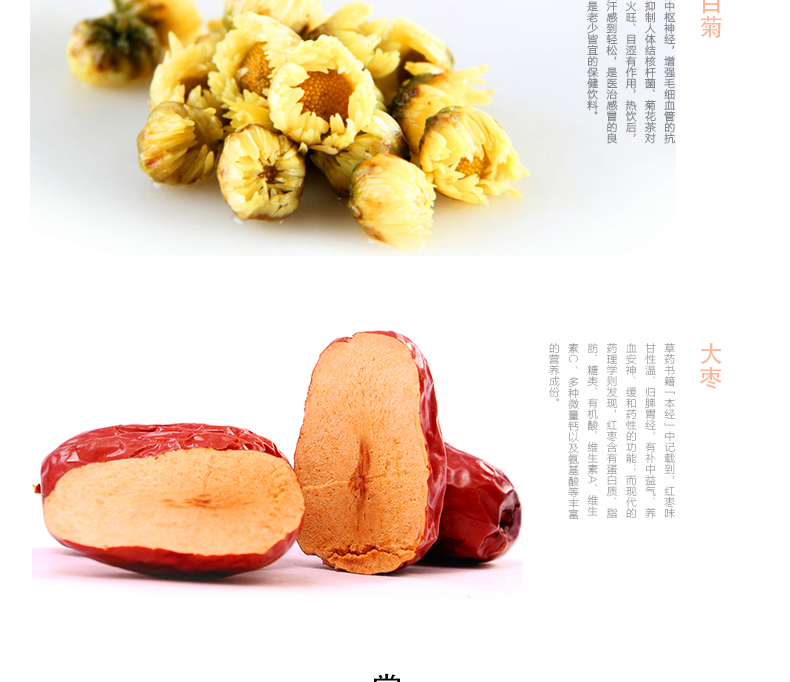 白菊
中枢神经，增强毛细血管的抗
抑制人体结核杆菌、菊花茶对
火旺、目涩有作用，热饮后，
汗感到轻松，是医治感冒的良
是老少皆宜的保健饮料。
大枣
草药书籍「本经」中记载到，红枣味
甘性温、归脾胃经，有补中益气、养
血安神、缓和药性的功能；而现代的
药理学则发现，红枣含有蛋白质、脂
肪、糖类、有机酸、维生素A、维生
素C、多种微量钙以及氨基酸等丰富
的营养成份。